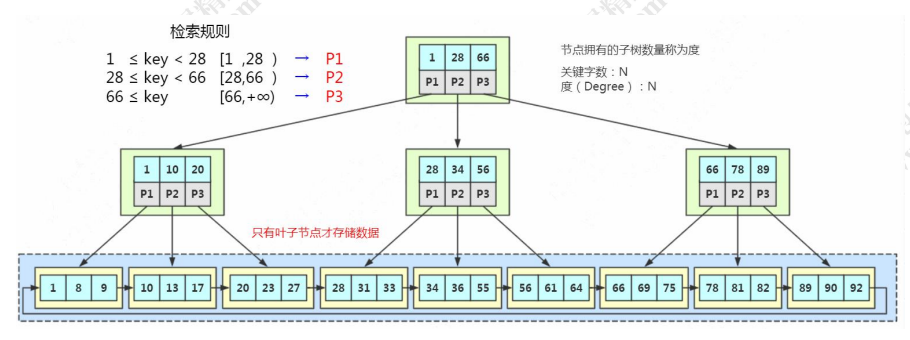 检索规则
1 ≤ key < 28 [1 ,28 ) → P1
28 ≤ key < 66 [28,66 ) → P2
66 ≤ key [66,+∞) → P3
节点拥有的子树数量称为度
关键字数：N
度（Degree）：N
1 28 66
P1 P2 P3
1 10 20
P1 P2 P3
28 34 56
P1 P2 P3
66 78 89
P1 P2 P3
只有叶子节点才存储数据
1 8 9 10 13 17 20 23 27 28 31 33 34 36 55 56 61 64 66 69 75 78 81 82 89 90 92